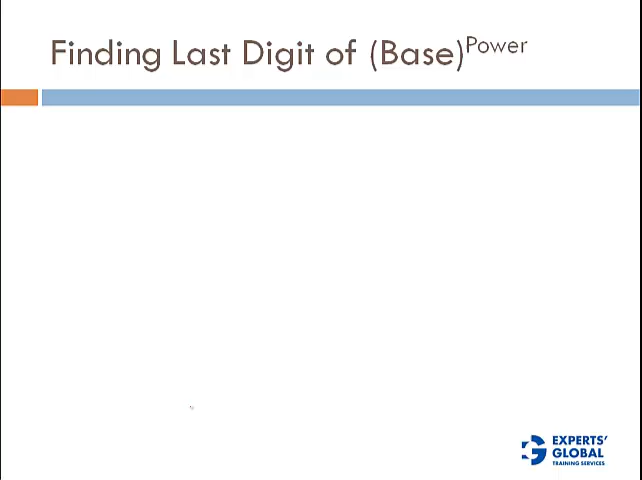 Finding Last Digit of (Base)Power
EXPERTS'
GLOBAL
TRAINING SERVICES